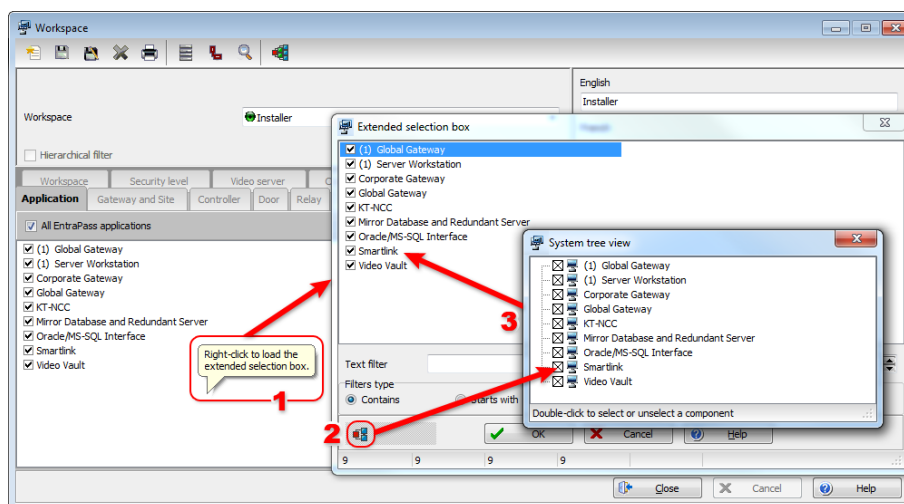 Workspace
English
Installer
Workspace
Installer
Hierarchical filter
Workspace
Security level
Video server
Application
Gateway and Site
Controller
Door
Relay
All EntraPass applications
(1) Global Gateway
(1) Server Workstation
Corporate Gateway
Global Gateway
KT-NCC
Mirror Database and Redundant Server
Oracle/MS-SQL Interface
Smartlink
Video Vault
Right-click to load the
extended selection box.
1
Extended selection box
(1) Global Gateway
(1) Server Workstation
Corporate Gateway
Global Gateway
KT-NCC
Mirror Database and Redundant Server
Oracle/MS-SQL Interface
Smartlink
Video Vault
3
Text filter
Filters type
Contains
Starts with
2
OK
Cancel
Help
9
9
9
9
System tree view
(1) Global Gateway
(1) Server Workstation
Corporate Gateway
Global Gateway
KT-NCC
Mirror Database and Redundant Server
Oracle/MS-SQL Interface
Smartlink
Video Vault
Double-click to select or unselect a component
Close
Cancel
Help